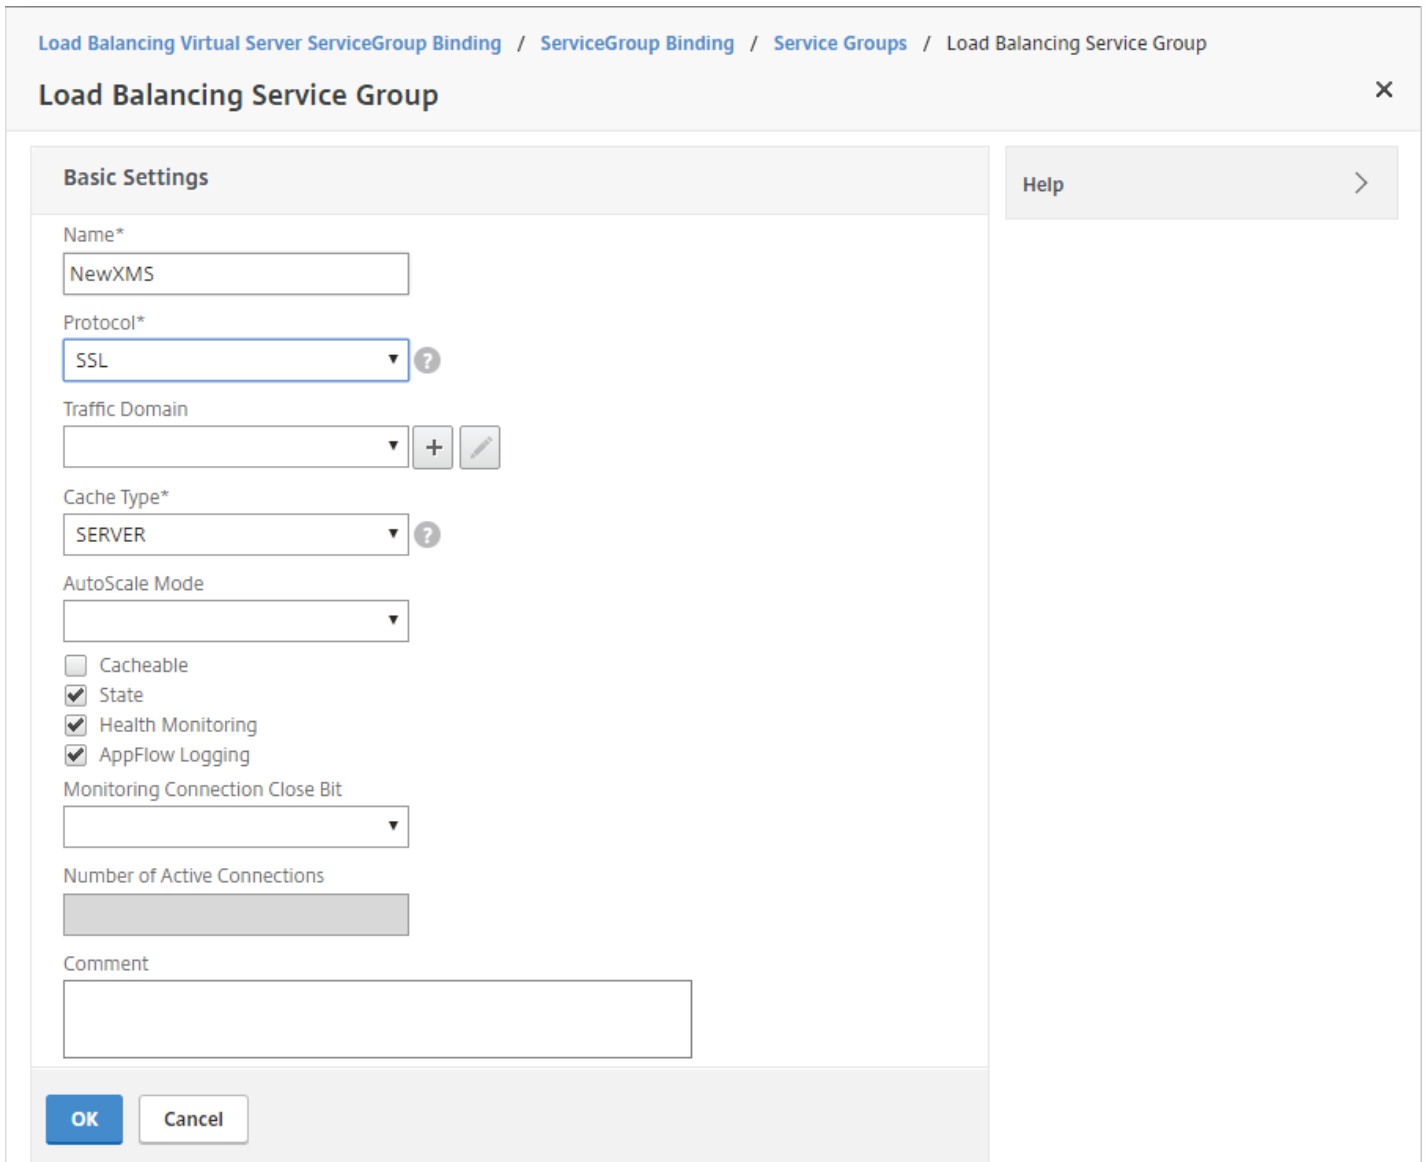 Load Balancing Virtual Server ServiceGroup Binding / ServiceGroup Binding / Service Groups / Load Balancing Service Group
Load Balancing Service Group
Basic Settings
Help
Name*
NewXMS
Protocol*
SSL
?
Traffic Domain
Cache Type*
SERVER
?
AutoScale Mode
Cacheable
State
Health Monitoring
AppFlow Logging
Monitoring Connection Close Bit
Number of Active Connections
Comment
OK Cancel